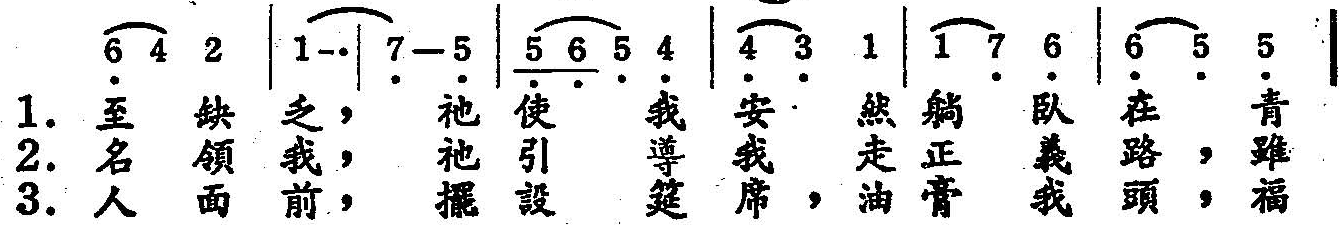 6 4 2 | 1 - · | 7 — 5 | 5 6 5 4 | 4 3 1 | 1 7 6 | 6 5 5 |
1. 至缺乏，祂使我安然躺臥在青
2. 名領我，祂引導我走正義路，雖
3. 人面前，擺設筵席，油膏我頭，福